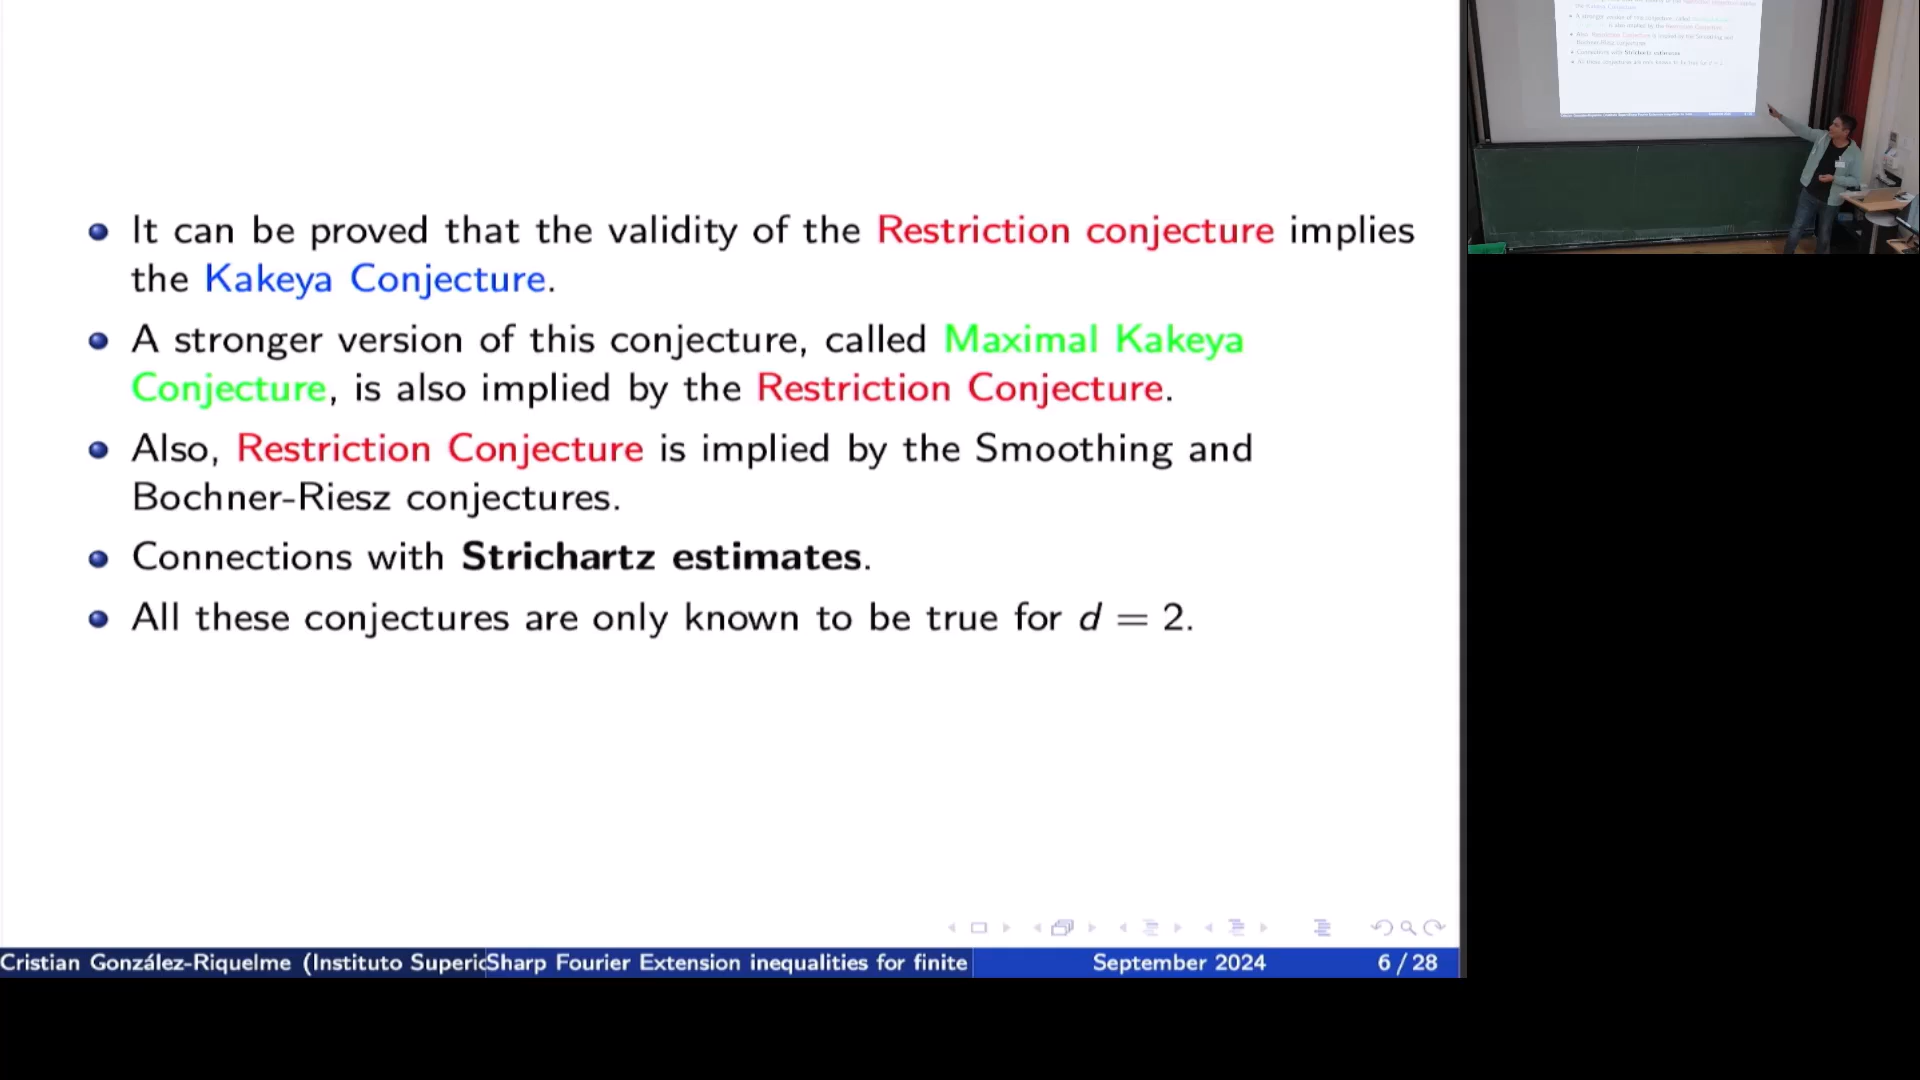 It can be proved that the validity of the Restriction conjecture implies
the Kakeya Conjecture.
A stronger version of this conjecture, called Maximal Kakeya
Conjecture, is also implied by the Restriction Conjecture.
Also, Restriction Conjecture is implied by the Smoothing and
Bochner-Riesz conjectures.
Connections with Strichartz estimates.
All these conjectures are only known to be true for d = 2.
Cristian González-Riquelme (Instituto Superic
Sharp Fourier Extension inequalities for finite
September 2024
6 / 28